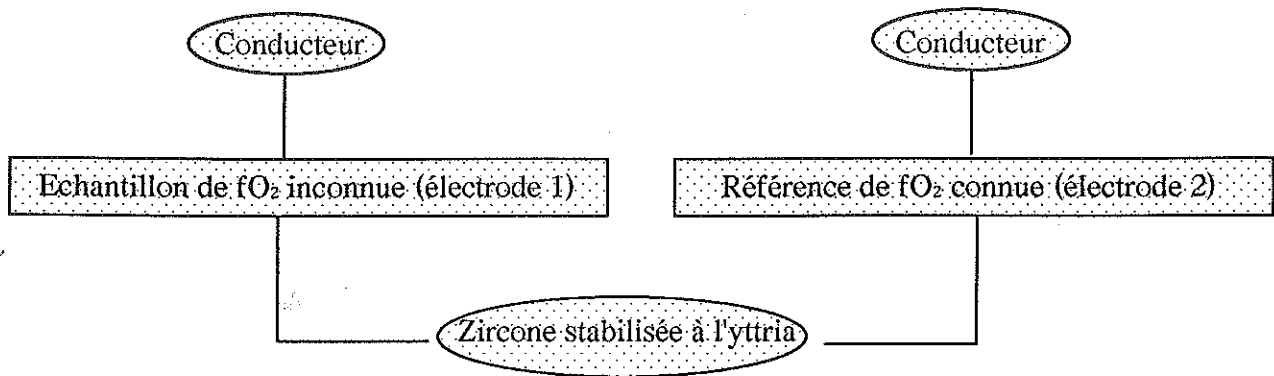 Conducteur
Conducteur
Echantillon de fO₂ inconnue (électrode 1)
Référence de fO₂ connue (électrode 2)
Zircone stabilisée à l'yttria